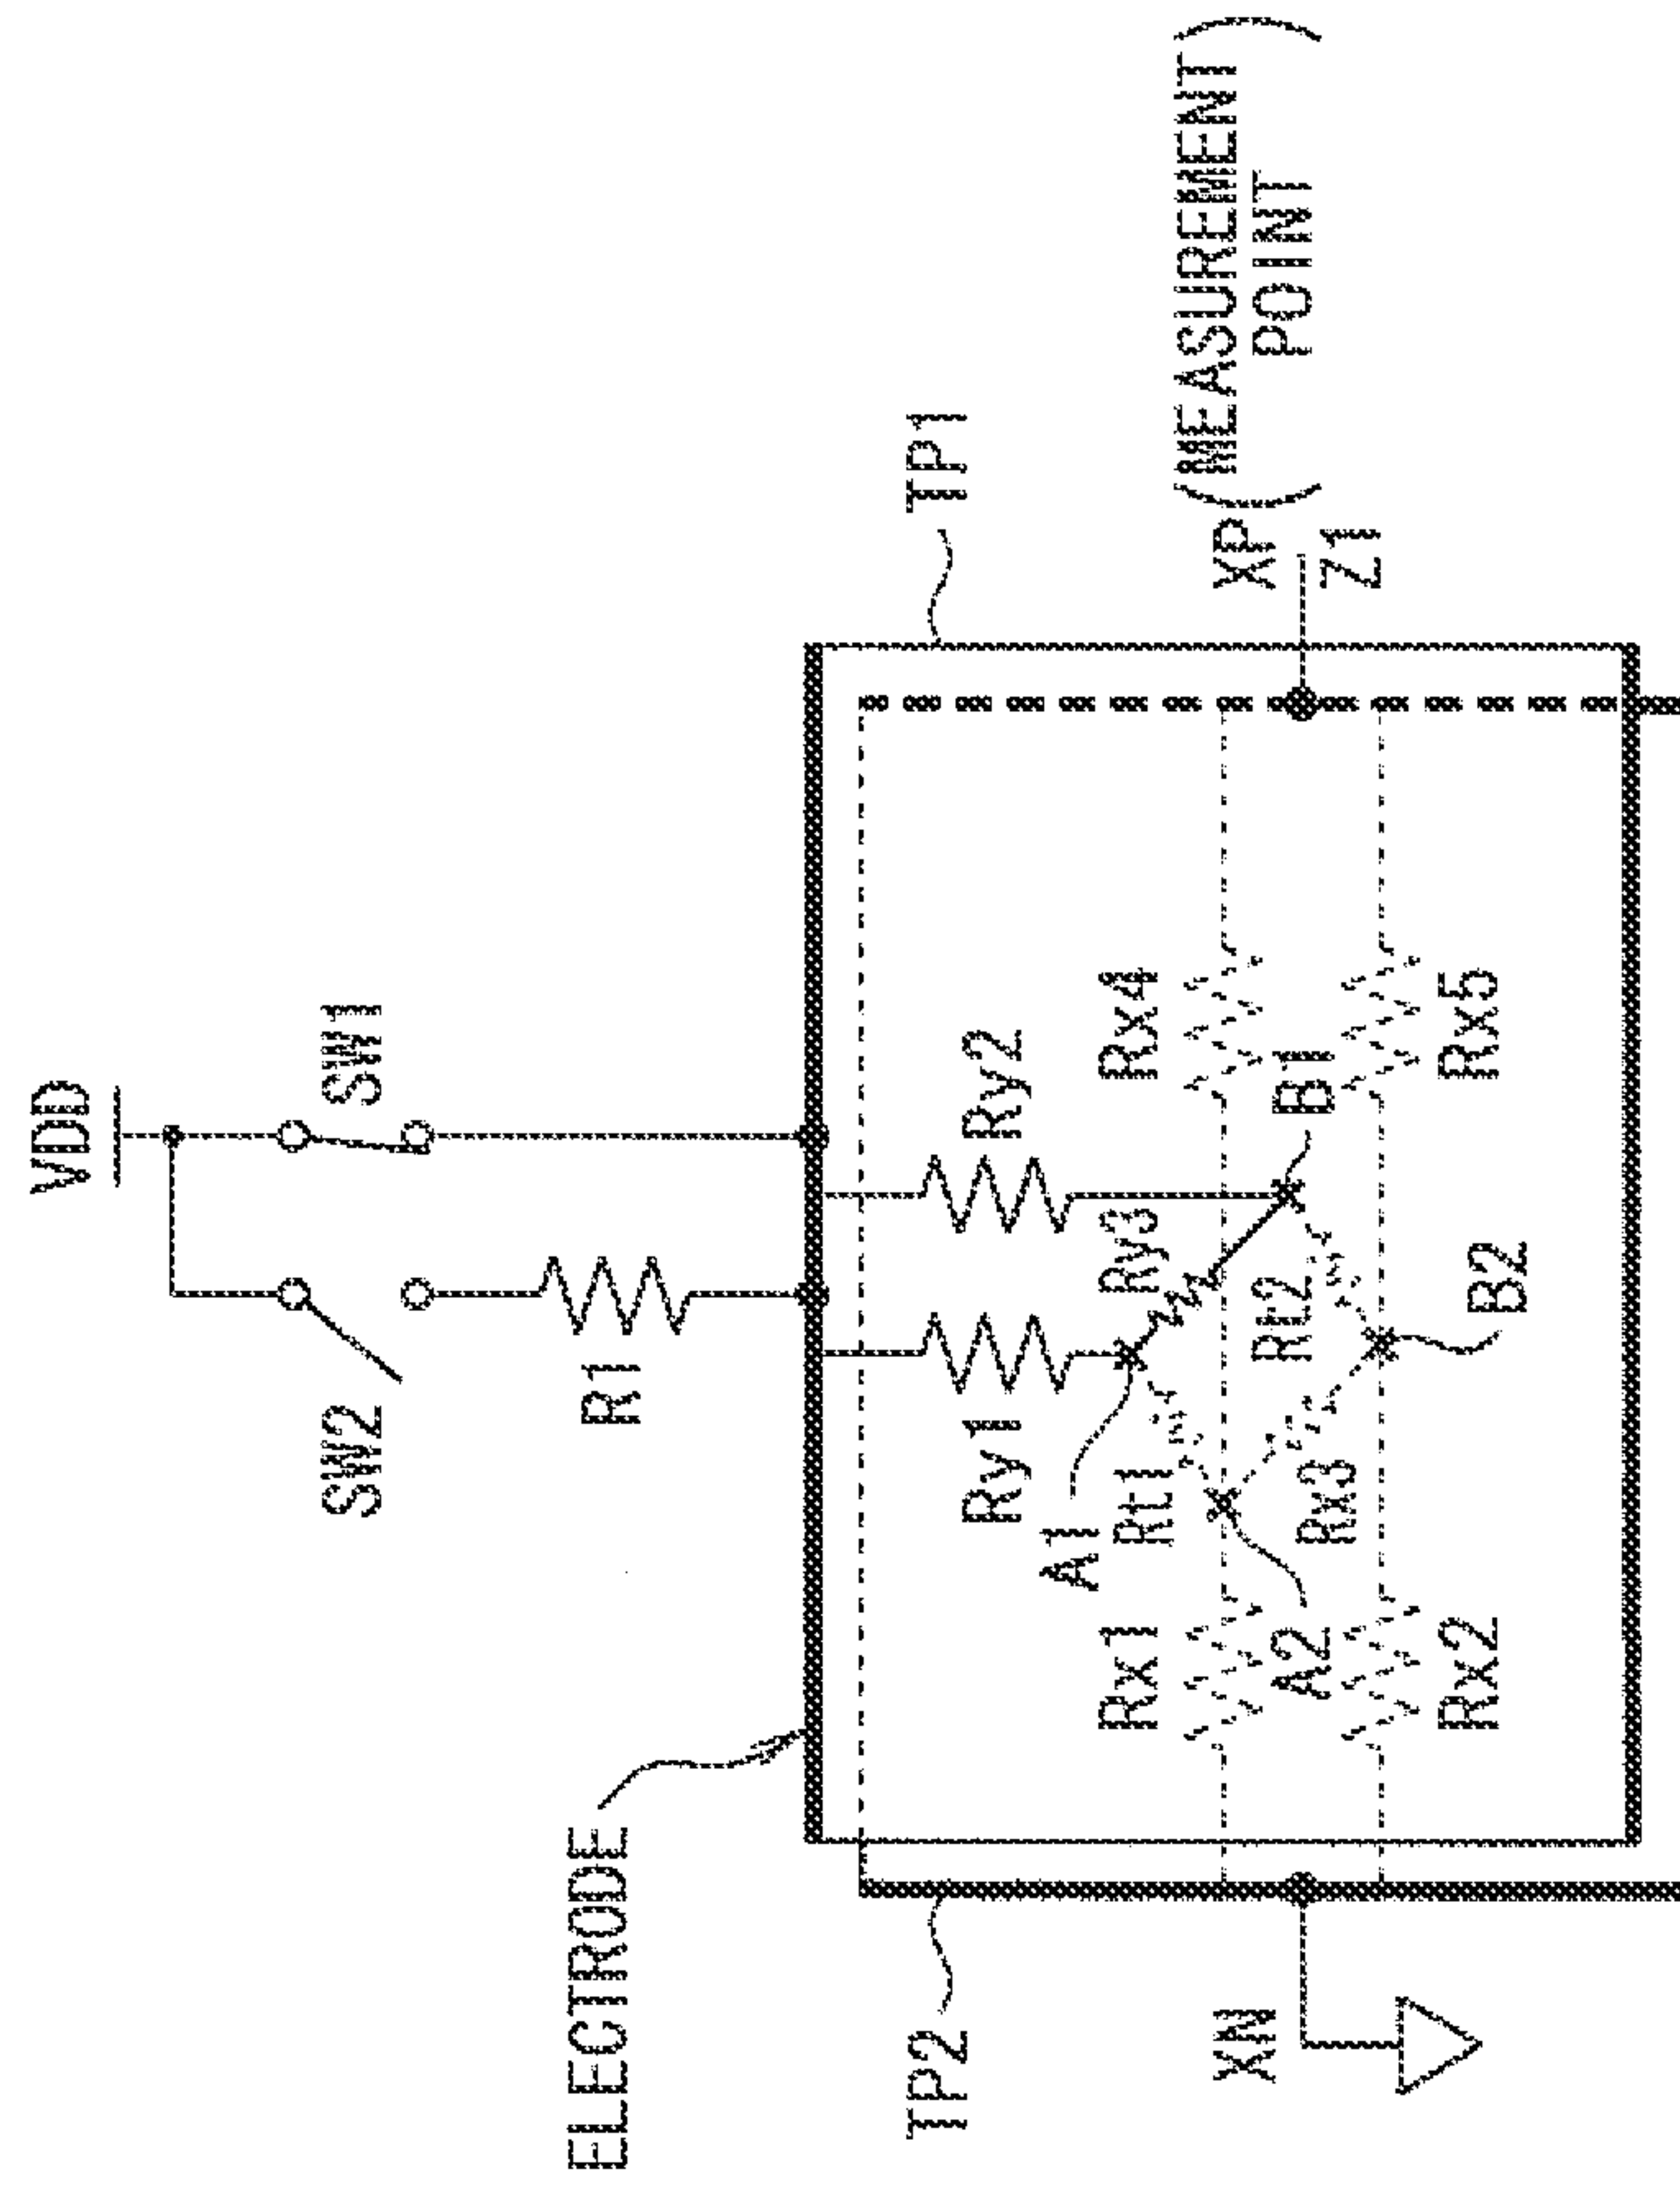 VDD
SW2
SW1
R1
ELECTRODE
TP2
TP1
Ry1
Ry2
A1
Rt1
Ry3
Rx1
Rx4
XN
XP
(MEASUREMENT
POINT)
Z1
A2
Rx3
Rt2
B1
Rx2
B2
Rx5